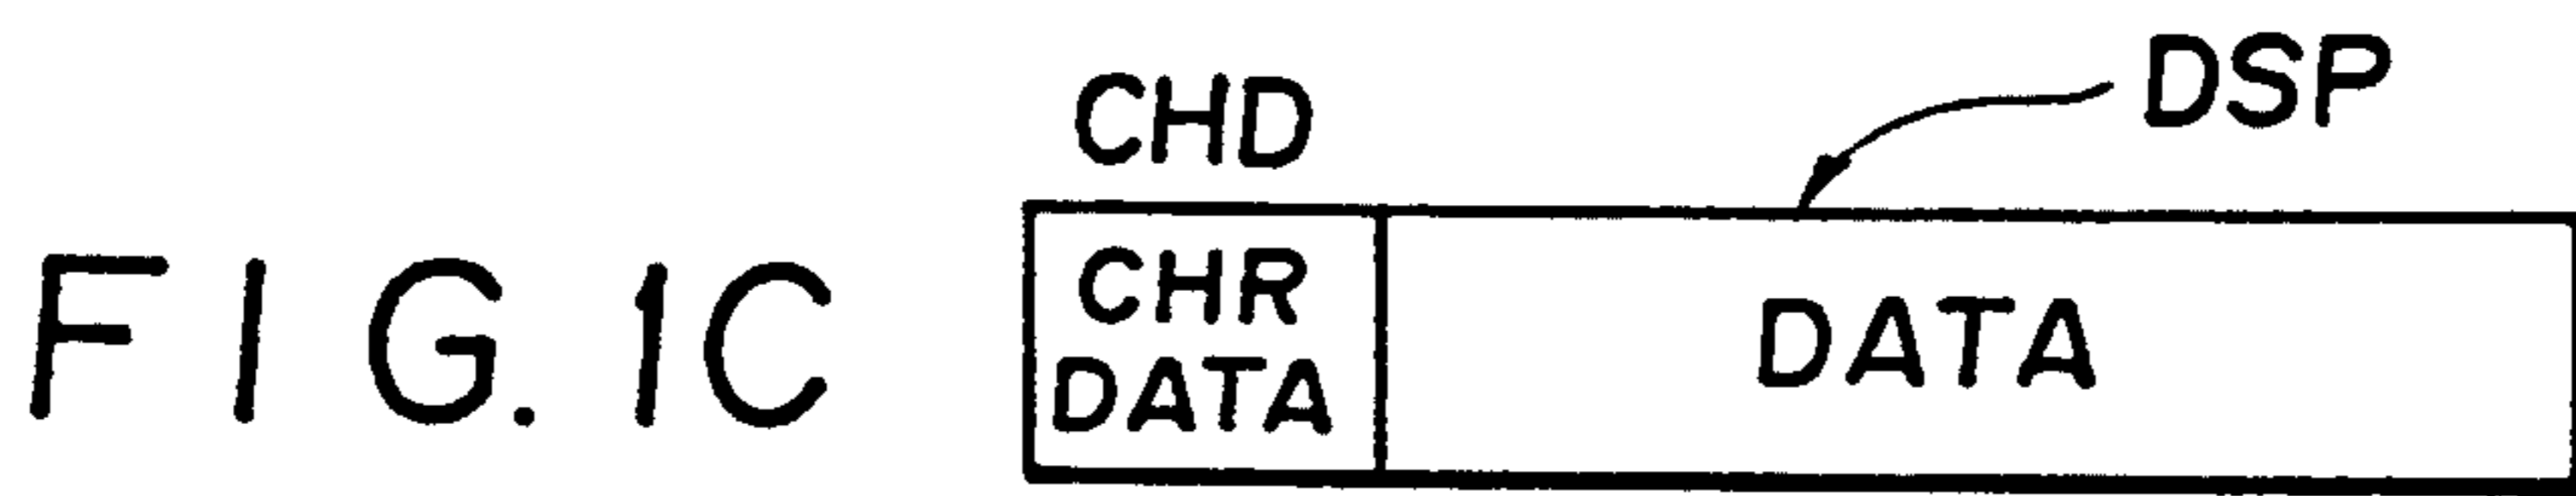 FIG. 1C
CHD
DSP
CHR
DATA
DATA